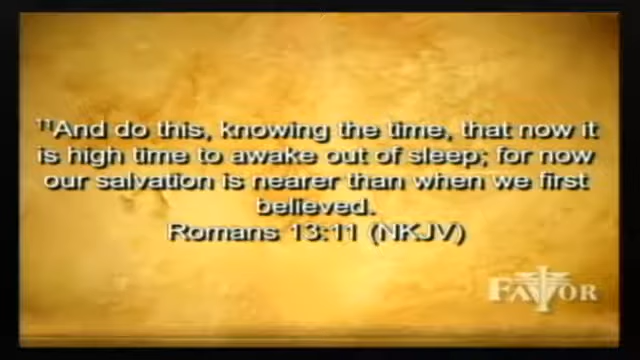 ¹¹And do this, knowing the time, that now it
is high time to awake out of sleep; for now
our salvation is nearer than when we first
believed.
Romans 13:11 (NKJV)
FAVOR